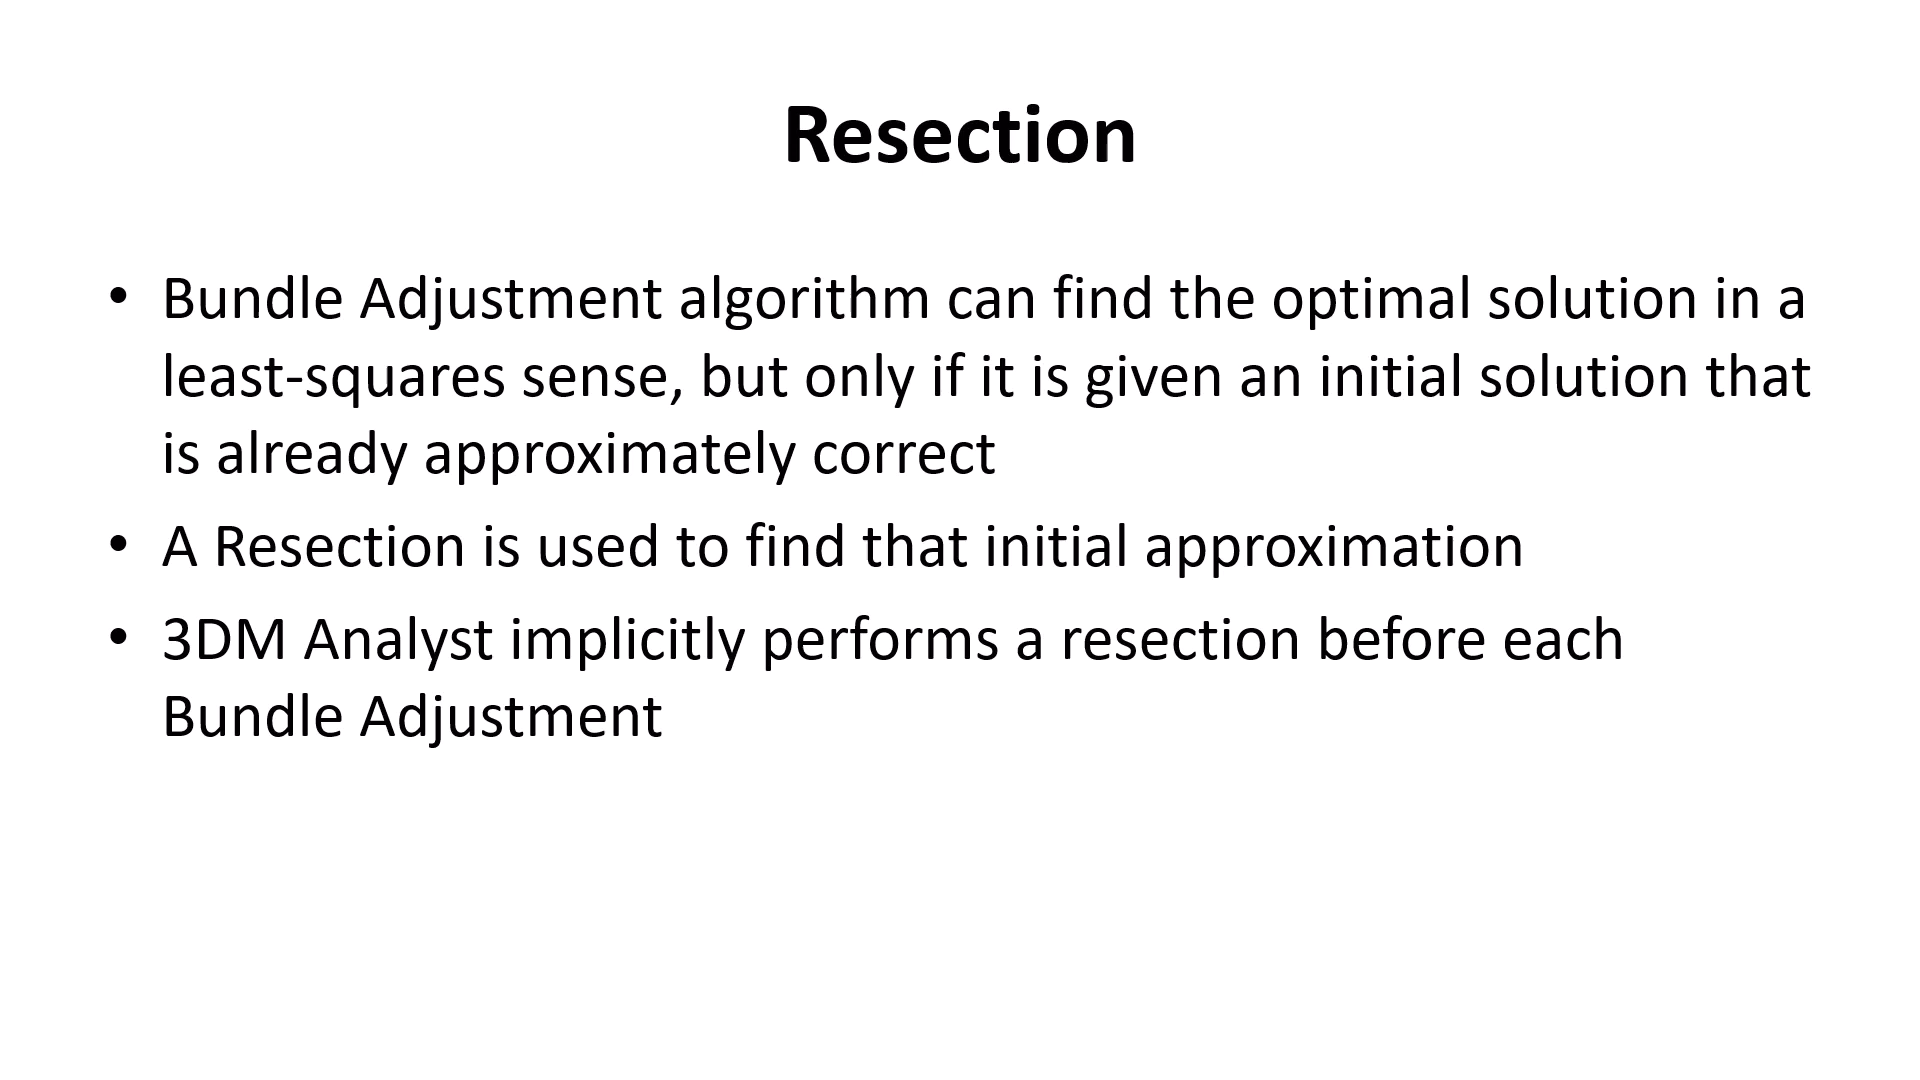 Resection
• Bundle Adjustment algorithm can find the optimal solution in a
least-squares sense, but only if it is given an initial solution that
is already approximately correct
• A Resection is used to find that initial approximation
• 3DM Analyst implicitly performs a resection before each
Bundle Adjustment